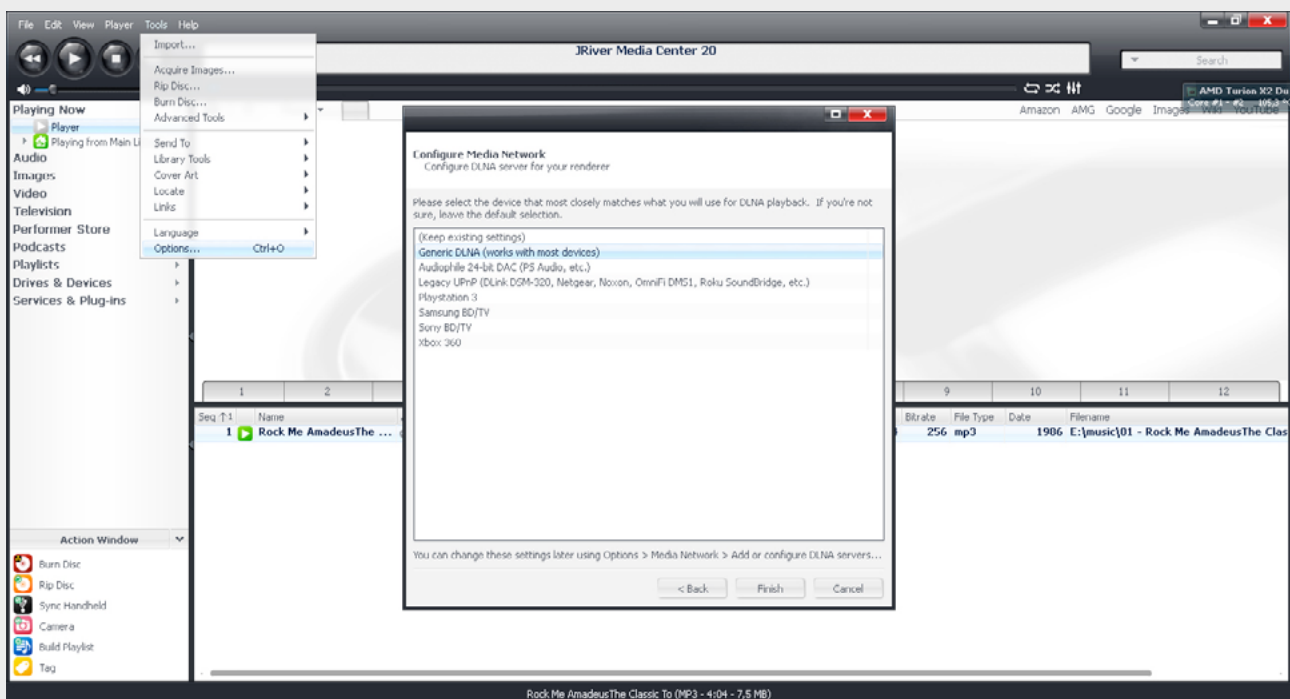 File Edit View Player Tools Help
JRiver Media Center 20
Search
Import...
Acquire Images...
Rip Disc...
Burn Disc...
Advanced Tools
Send To
Library Tools
Cover Art
Locate
Links
Language
Options... Ctrl+O
AMD Turion X2 Du
Core #1 - #2
Amazon AMG Google Images Wiki YouTube
Playing Now
Player
Playing from Main Li
Audio
Images
Video
Television
Performer Store
Podcasts
Playlists
Drives & Devices
Services & Plug-ins
Configure Media Network
Configure DLNA server for your renderer
Please select the device that most closely matches what you will use for DLNA playback. If you're not
sure, leave the default selection.
(Keep existing settings)
Generic DLNA (works with most devices)
Audiophile 24-bit DAC (PS Audio, etc.)
Legacy UPnP (DLink DSM-320, Netgear, Noxon, OmniFi DMS1, Roku SoundBridge, etc.)
Playstation 3
Samsung BD/TV
Sony BD/TV
Xbox 360
You can change these settings later using Options > Media Network > Add or configure DLNA servers...
< Back Finish Cancel
1 2 9 10 11 12
Seq 1 Name Bitrate File Type Date Filename
1 Rock Me AmadeusThe ... 256 mp3 1986 E:\music\01 - Rock Me AmadeusThe Clas
Action Window
Burn Disc
Rip Disc
Sync Handheld
Camera
Build Playlist
Tag
Rock Me AmadeusThe Classic To (MP3 - 4:04 - 7,5 MB)